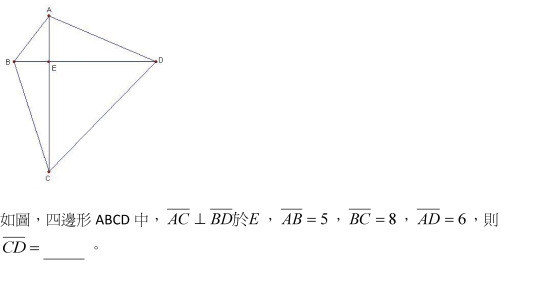 A
B
D
E
C
如圖，四邊形 ABCD 中， $\overline{AC} \perp \overline{BD}$於$E$ ， $\overline{AB} = 5$ ， $\overline{BC} = 8$ ， $\overline{AD} = 6$ ，則
$\overline{CD} =$ ____ 。